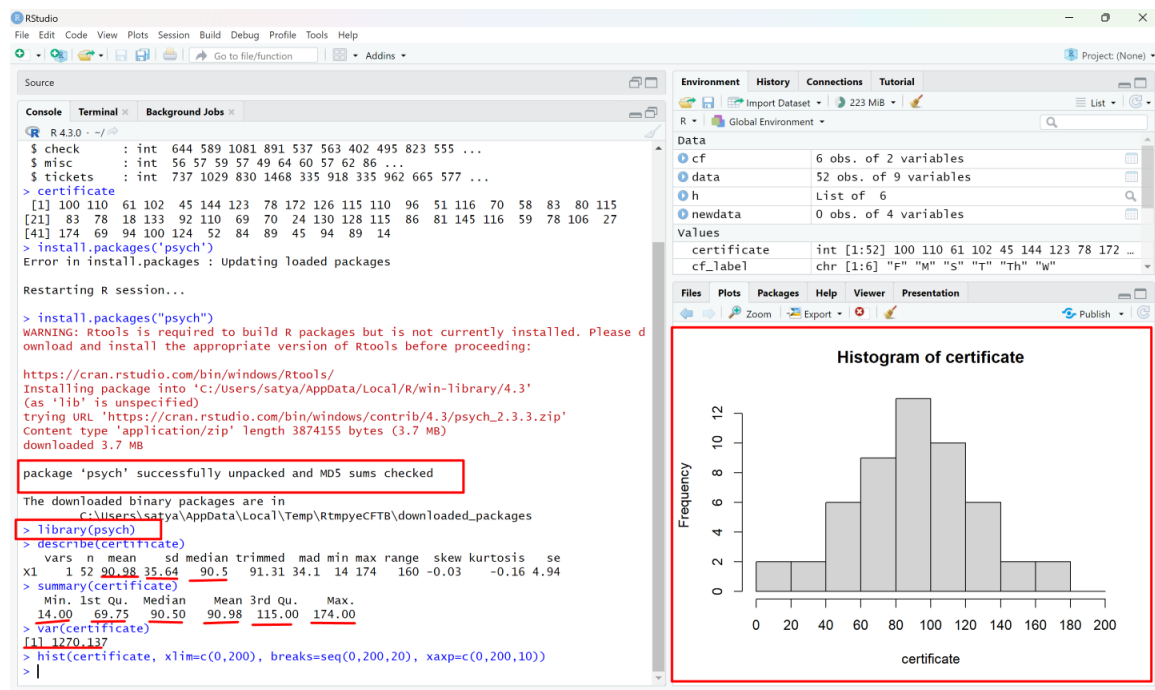 RStudio
File Edit Code View Plots Session Build Debug Profile Tools Help
Go to file/function Addins Project: (None)
Source
Console Terminal Background Jobs
R 4.3.0 · ~/
$ check : int 644 589 1081 891 537 563 402 495 823 555 ...
$ misc : int 56 57 59 57 49 64 60 57 62 86 ...
$ tickets : int 737 1029 830 1468 335 918 335 962 665 577 ...
> certificate
[1] 100 110 61 102 45 144 123 78 172 126 115 110 96 51 116 70 58 83 80 115
[21] 83 78 18 133 92 110 69 70 24 130 128 115 86 81 145 116 59 78 106 27
[41] 174 69 94 100 124 52 84 89 45 94 89 14
> install.packages('psych')
Error in install.packages : Updating loaded packages
Restarting R session...
> install.packages("psych")
WARNING: Rtools is required to build R packages but is not currently installed. Please d
ownload and install the appropriate version of Rtools before proceeding:
https://cran.rstudio.com/bin/windows/Rtools/
Installing package into ‘C:/Users/satya/AppData/Local/R/win-library/4.3’
(as ‘lib’ is unspecified)
trying URL 'https://cran.rstudio.com/bin/windows/contrib/4.3/psych_2.3.3.zip'
Content type 'application/zip' length 3874155 bytes (3.7 MB)
downloaded 3.7 MB
package ‘psych’ successfully unpacked and MD5 sums checked
The downloaded binary packages are in
C:\Users\satya\AppData\Local\Temp\RtmpyeCFTB\downloaded_packages
> library(psych)
> describe(certificate)
vars n mean sd median trimmed mad min max range skew kurtosis se
X1 1 52 90.98 35.64 90.5 91.31 34.1 14 174 160 -0.03 -0.16 4.94
> summary(certificate)
Min. 1st Qu. Median Mean 3rd Qu. Max.
14.00 69.75 90.50 90.98 115.00 174.00
> var(certificate)
[1] 1270.137
> hist(certificate, xlim=c(0,200), breaks=seq(0,200,20), xaxp=c(0,200,10))
>
Environment History Connections Tutorial
Import Dataset 223 MiB List
R Global Environment
Data
cf 6 obs. of 2 variables
data 52 obs. of 9 variables
h List of 6
newdata 0 obs. of 4 variables
Values
certificate int [1:52] 100 110 61 102 45 144 123 78 172 …
cf_label chr [1:6] "F" "M" "S" "T" "Th" "W"
Files Plots Packages Help Viewer Presentation
Zoom Export Publish
Histogram of certificate
Frequency
12
10
8
6
4
2
0
0 20 40 60 80 100 120 140 160 180 200
certificate